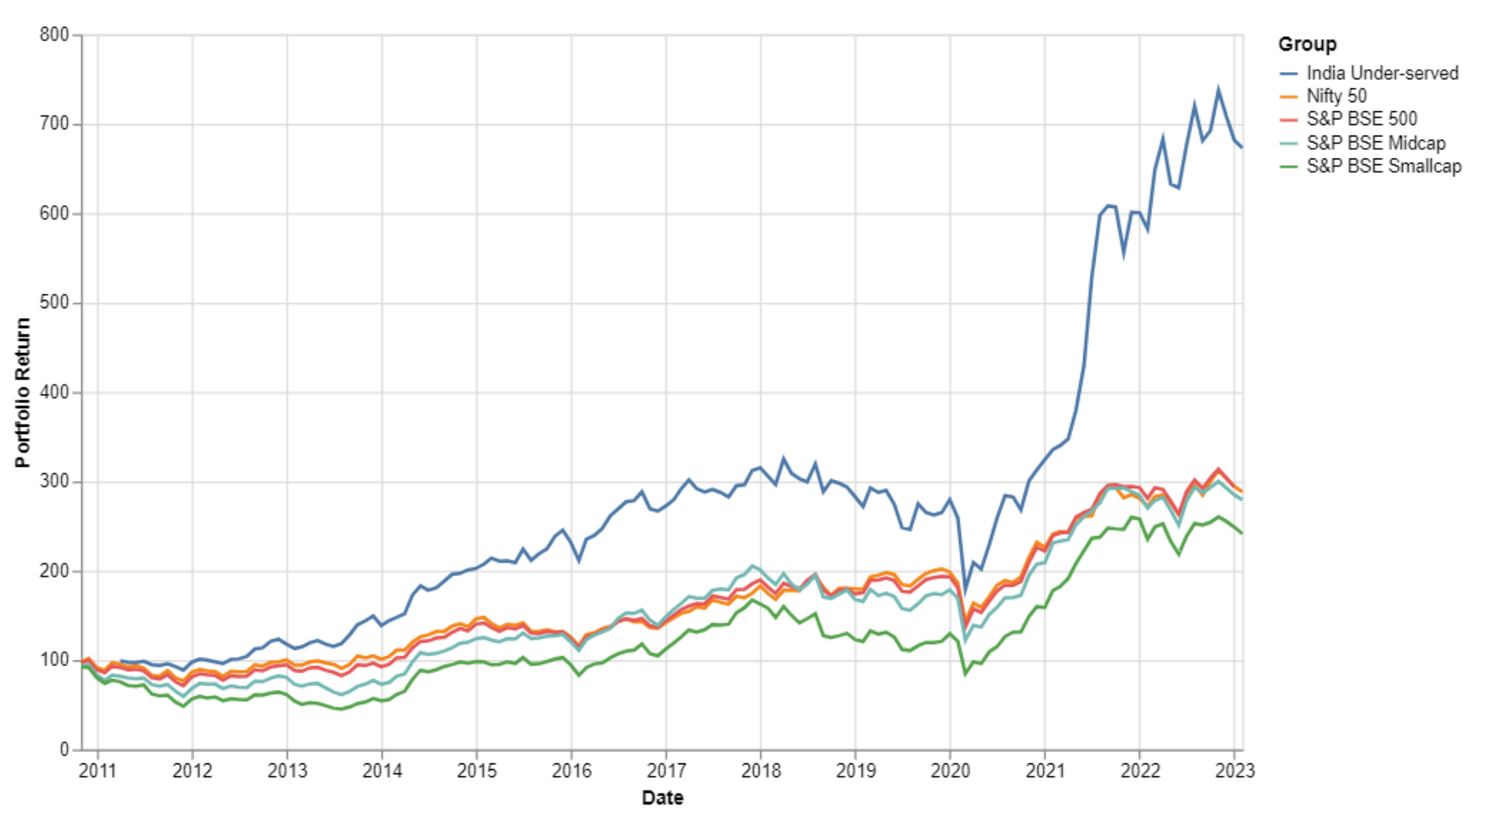 800
700
600
500
400
300
200
100
0
Portfolio Return
2011 2012 2013 2014 2015 2016 2017 2018 2019 2020 2021 2022 2023
Date
Group
India Under-served
Nifty 50
S&P BSE 500
S&P BSE Midcap
S&P BSE Smallcap